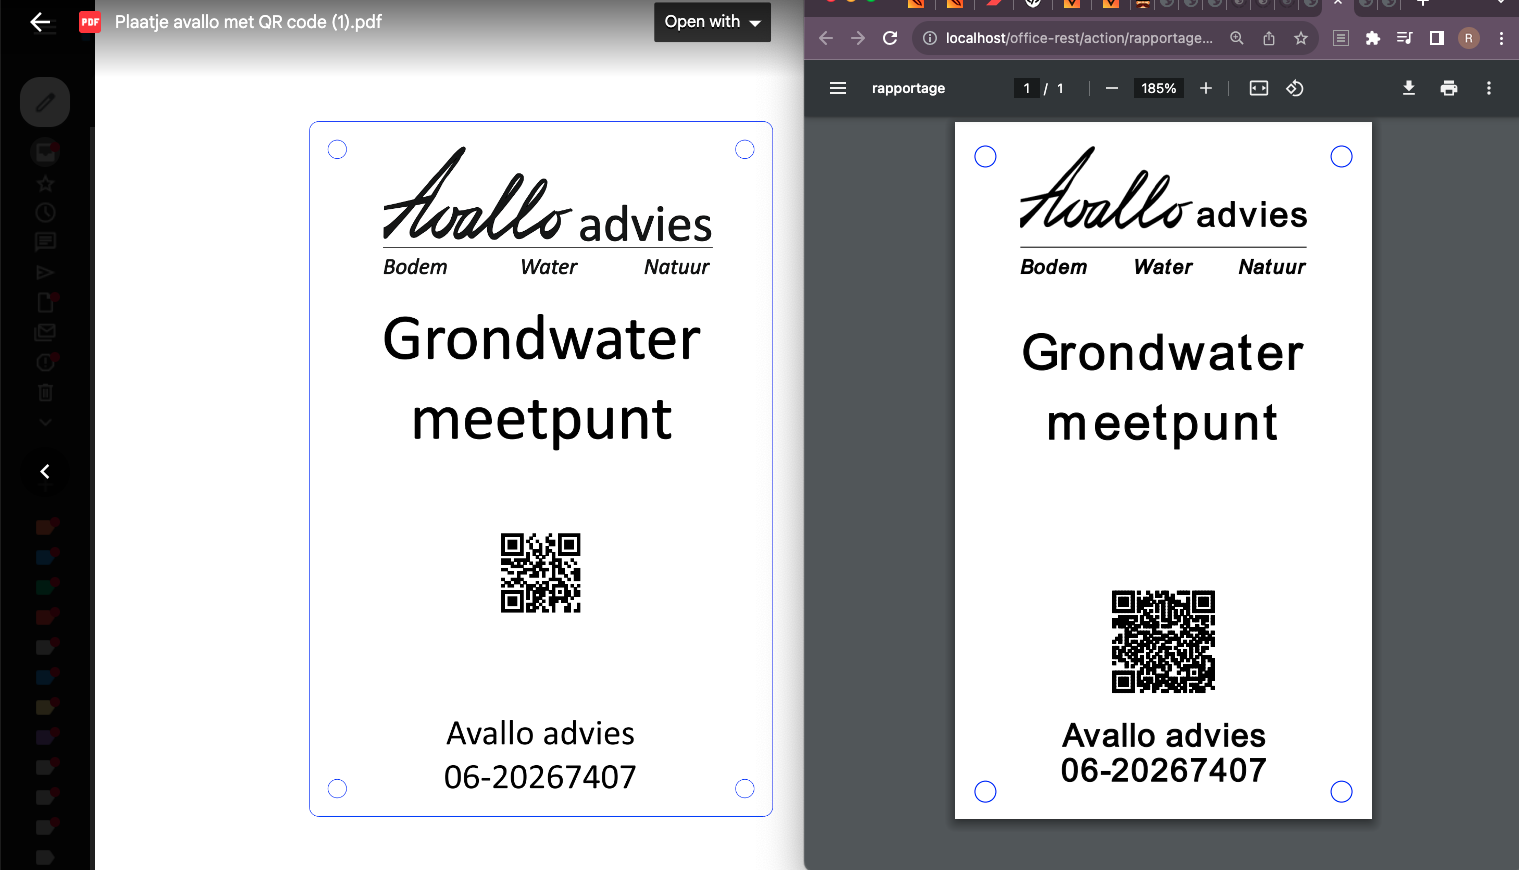 PDF Plaatje avallo met QR code (1).pdf
Open with
Avallo advies
Bodem Water Natuur
Grondwater
meetpunt
Avallo advies
06-20267407
localhost/office-rest/action/rapportage...
R
rapportage
1 / 1
185%
Avallo advies
Bodem Water Natuur
Grondwater
meetpunt
Avallo advies
06-20267407